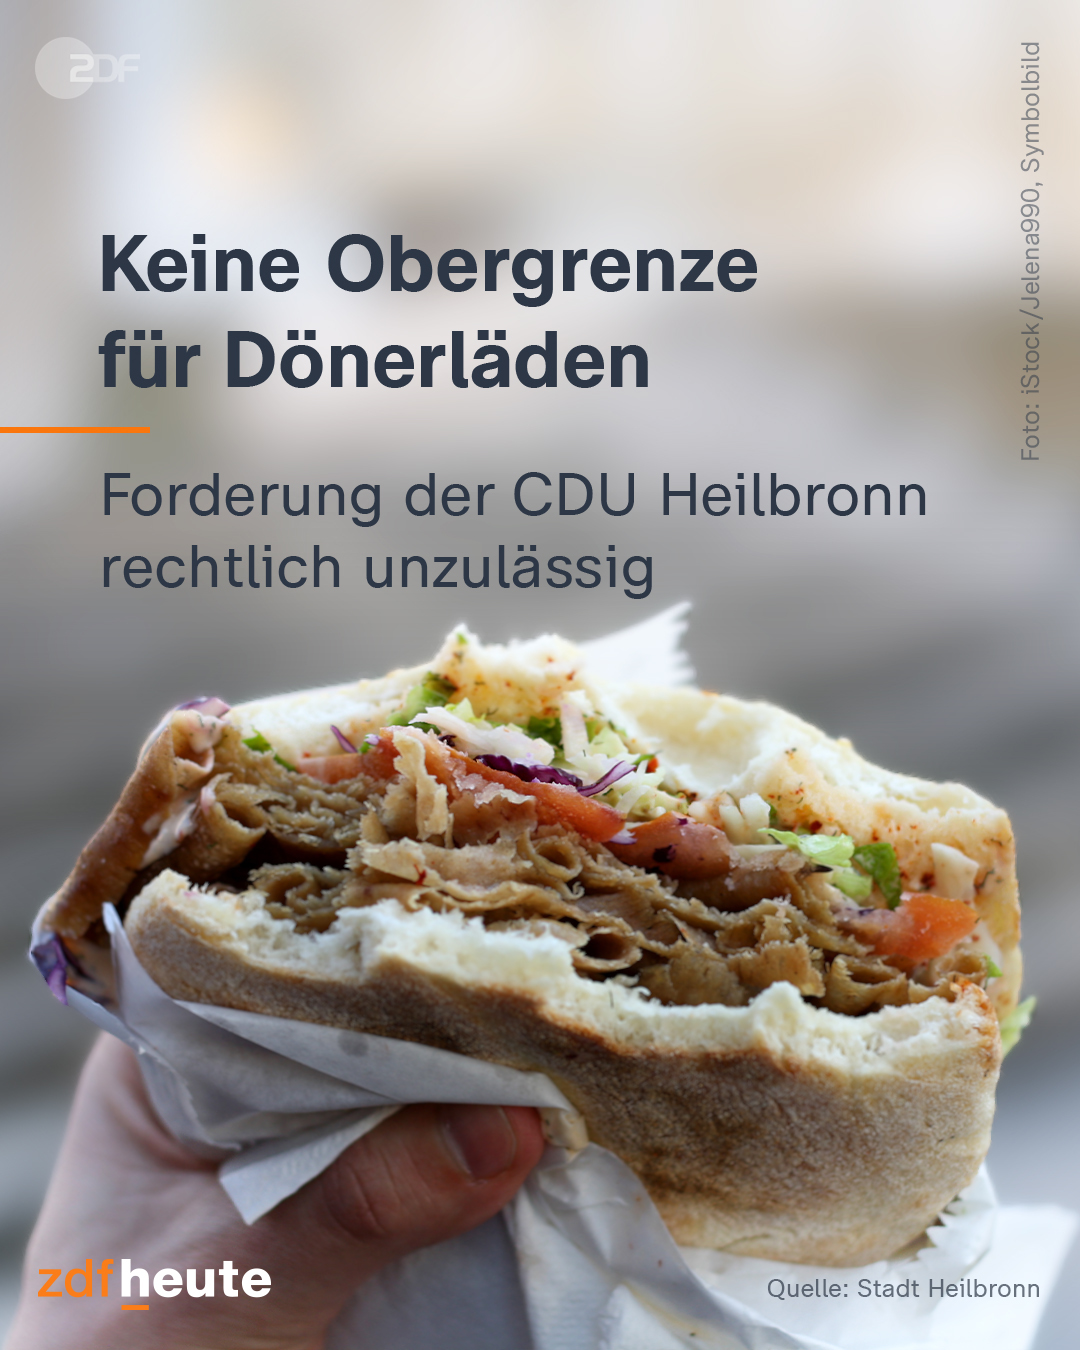 ZDF
Foto: iStock/Jelena990, Symbolbild
Keine Obergrenze
für Dönerläden
Forderung der CDU Heilbronn
rechtlich unzulässig
zdfheute
Quelle: Stadt Heilbronn